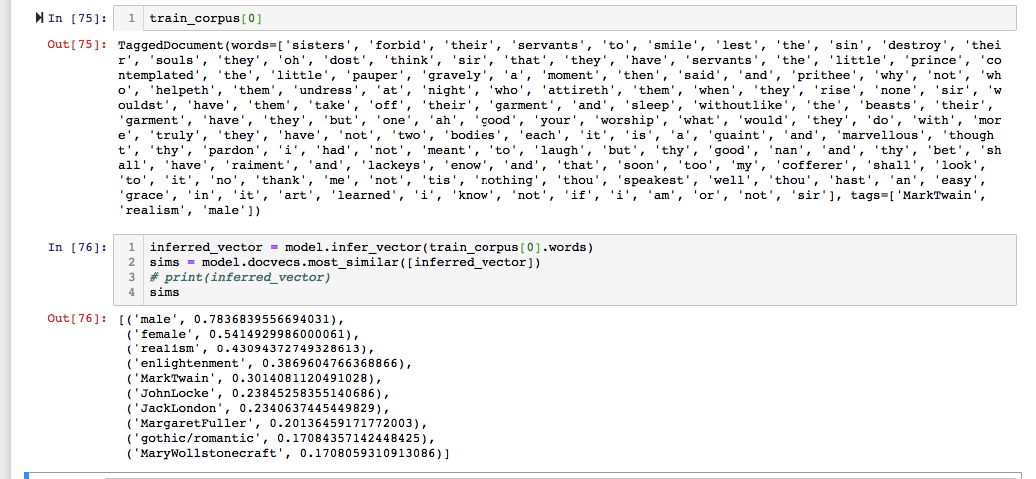 In [75]: 1 train_corpus[0]
Out[75]: TaggedDocument(words=['sisters', 'forbid', 'their', 'servants', 'to', 'smile', 'lest', 'the', 'sin', 'destroy', 'thei
r', 'souls', 'they', 'oh', 'dost', 'think', 'sir', 'that', 'they', 'have', 'servants', 'the', 'little', 'prince', 'co
ntemplated', 'the', 'little', 'pauper', 'gravely', 'a', 'moment', 'then', 'said', 'and', 'prithee', 'why', 'not', 'wh
o', 'helpeth', 'them', 'undress', 'at', 'night', 'who', 'attireth', 'them', 'when', 'they', 'rise', 'none', 'sir', 'w
ouldst', 'have', 'them', 'take', 'off', 'their', 'garment', 'and', 'sleep', 'withoutlike', 'the', 'beasts', 'their',
'garment', 'have', 'they', 'but', 'one', 'ah', 'good', 'your', 'worship', 'what', 'would', 'they', 'do', 'with', 'mor
e', 'truly', 'they', 'have', 'not', 'two', 'bodies', 'each', 'it', 'is', 'a', 'quaint', 'and', 'marvellous', 'though
t', 'thy', 'pardon', 'i', 'had', 'not', 'meant', 'to', 'laugh', 'but', 'thy', 'good', 'nan', 'and', 'thy', 'bet', 'sh
all', 'have', 'raiment', 'and', 'lackeys', 'enow', 'and', 'that', 'soon', 'too', 'my', 'cofferer', 'shall', 'look',
'to', 'it', 'no', 'thank', 'me', 'not', 'tis', 'nothing', 'thou', 'speakest', 'well', 'thou', 'hast', 'an', 'easy',
'grace', 'in', 'it', 'art', 'learned', 'i', 'know', 'not', 'if', 'i', 'am', 'or', 'not', 'sir'], tags=['MarkTwain',
'realism', 'male'])
In [76]: 1 inferred_vector = model.infer_vector(train_corpus[0].words)
2 sims = model.docvecs.most_similar([inferred_vector])
3 # print(inferred_vector)
4 sims
Out[76]: [('male', 0.7836839556694031),
('female', 0.5414929986000061),
('realism', 0.43094372749328613),
('enlightenment', 0.3869604766368866),
('MarkTwain', 0.3014081120491028),
('JohnLocke', 0.23845258355140686),
('JackLondon', 0.2340637445449829),
('MargaretFuller', 0.20136459171772003),
('gothic/romantic', 0.17084357142448425),
('MaryWollstonecraft', 0.1708059310913086)]